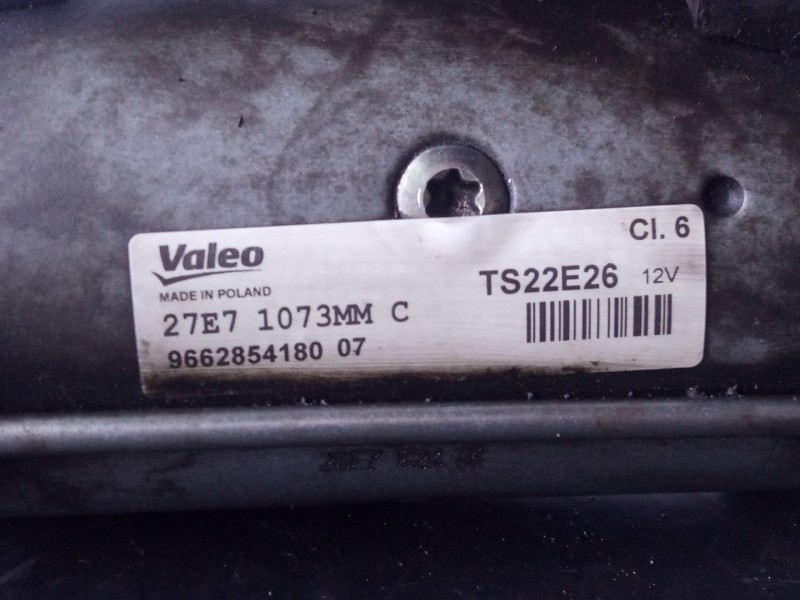 Cl. 6
Valeo
TS22E26 12V
MADE IN POLAND
27E7 1073MM C
9662854180 07